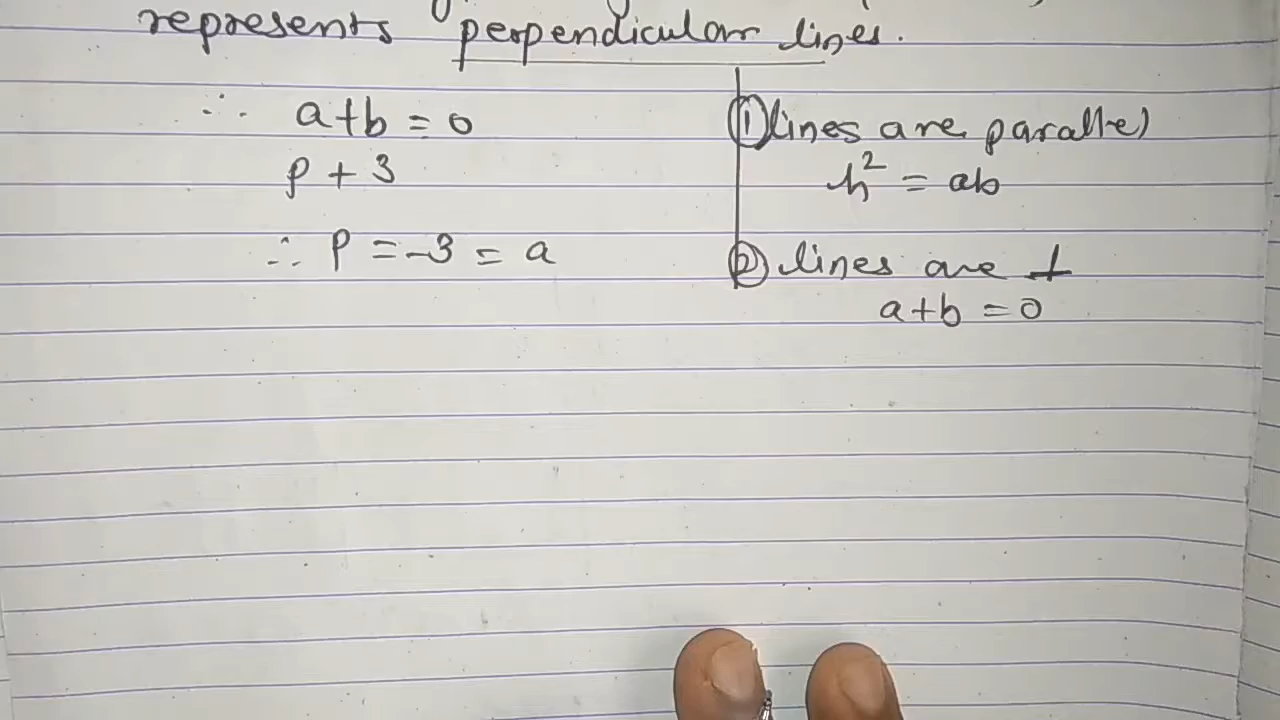 represents perpendicular lines.
∴ a+b = 0
p + 3
∴ p = -3 = a
① lines are parallel
h² = ab
② lines are ⊥
a+b = 0